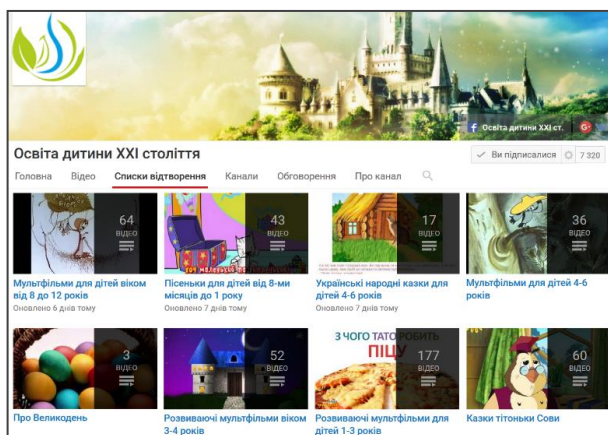 Освіта дитини XXI ст.
Освіта дитини XXI століття
Ви підписалися 7 320
Головна Відео Списки відтворення Канали Обговорення Про канал
64 ВІДЕО
43 ВІДЕО
17 ВІДЕО
36 ВІДЕО
Мультфільми для дітей віком від 8 до 12 років
Оновлено 6 днів тому
Пісеньки для дітей від 8-ми місяців до 1 року
Оновлено 7 днів тому
Українські народні казки для дітей 4-6 років
Оновлено 7 днів тому
Мультфільми для дітей 4-6 років
3 ВІДЕО
52 ВІДЕО
З ЧОГО ТАТО РОБИТЬ ПІЦУ
177 ВІДЕО
60 ВІДЕО
Про Великодень
Розвиваючі мультфільми віком 3-4 років
Розвиваючі мультфільми для дітей 1-3 років
Казки тітоньки Сови